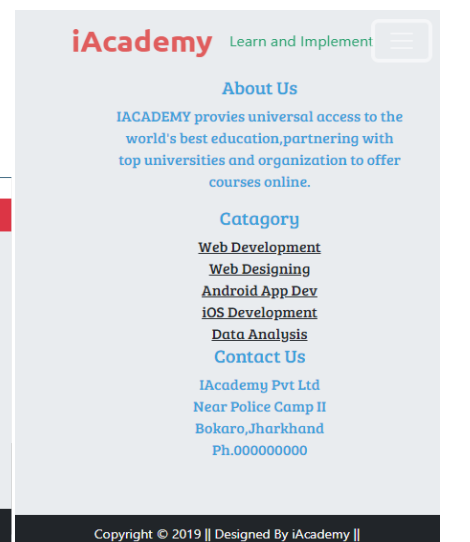 iAcademy Learn and Implement
About Us
IACADEMY provies universal access to the
world's best education,partnering with
top universities and organization to offer
courses online.
Catagory
Web Development
Web Designing
Android App Dev
iOS Development
Data Analysis
Contact Us
IAcademy Pvt Ltd
Near Police Camp II
Bokaro,Jharkhand
Ph.000000000
Copyright © 2019 || Designed By iAcademy ||